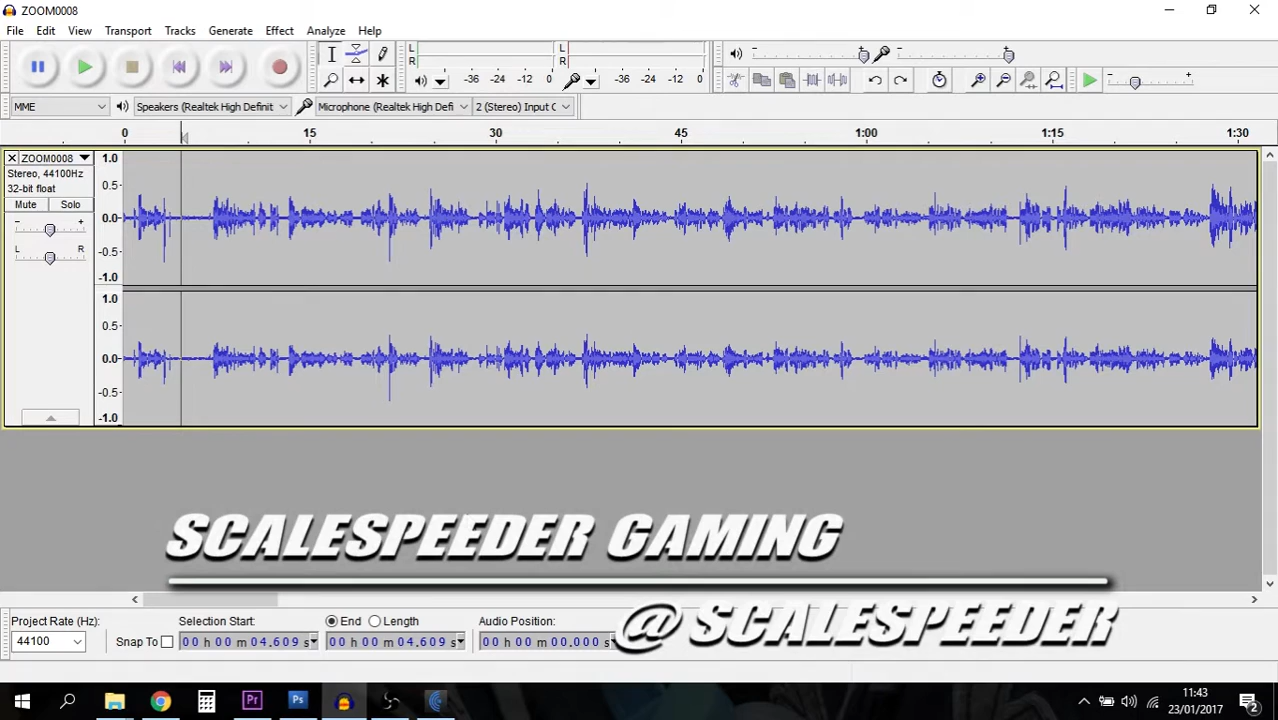 ZOOM0008
File Edit View Transport Tracks Generate Effect Analyze Help
L
R
-36 -24 -12 0
L
R
-36 -24 -12 0
MME
Speakers (Realtek High Definit
Microphone (Realtek High Defi
2 (Stereo) Input C
0 15 30 45 1:00 1:15 1:30
ZOOM0008
Stereo, 44100Hz
32-bit float
Mute Solo
- +
L R
1.0
0.5
0.0
-0.5
-1.0
1.0
0.5
0.0
-0.5
-1.0
SCALESPEEDER GAMING
@SCALESPEEDER
Project Rate (Hz): Selection Start: End Length Audio Position:
44100 Snap To 00 h 00 m 04.609 s 00 h 00 m 04.609 s 00 h 00 m 00.000 s
Pr Ps
11:43
23/01/2017
2